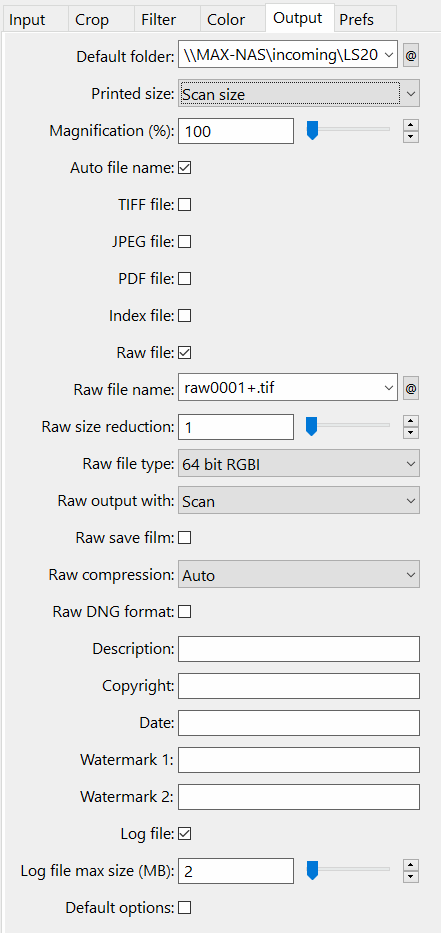 Input Crop Filter Color Output Prefs
Default folder: \\MAX-NAS\incoming\LS20 @
Printed size: Scan size
Magnification (%): 100
Auto file name:
TIFF file:
JPEG file:
PDF file:
Index file:
Raw file:
Raw file name: raw0001+.tif @
Raw size reduction: 1
Raw file type: 64 bit RGBI
Raw output with: Scan
Raw save film:
Raw compression: Auto
Raw DNG format:
Description:
Copyright:
Date:
Watermark 1:
Watermark 2:
Log file:
Log file max size (MB): 2
Default options: